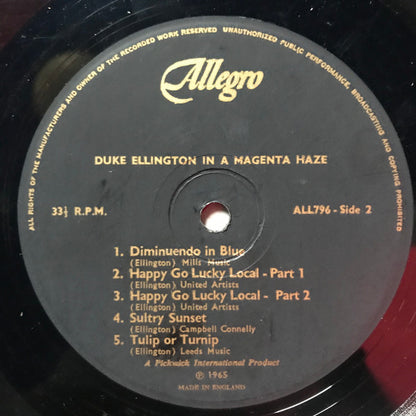 ALL RIGHTS OF THE MANUFACTURERS AND OWNER OF THE RECORDED WORK RESERVED UNAUTHORIZED PUBLIC PERFORMANCE, BROADCASTING AND COPYING PROHIBITED
Allegro
DUKE ELLINGTON IN A MAGENTA HAZE
33⅓ R.P.M. ALL796 - Side 2
1. Diminuendo in Blue
(Ellington) Mills Music
2. Happy Go Lucky Local - Part 1
(Ellington) United Artists
3. Happy Go Lucky Local - Part 2
(Ellington) United Artists
4. Sultry Sunset
(Ellington) Campbell Connelly
5. Tulip or Turnip
(Ellington) Leeds Music
A Pickwick International Product
℗ 1965
MADE IN ENGLAND